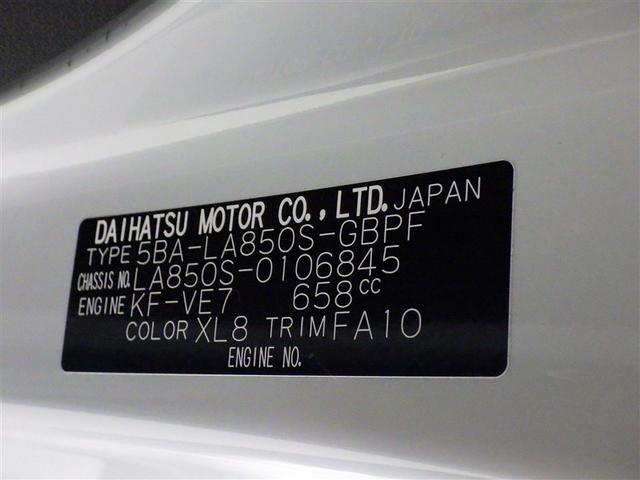 DAIHATSU MOTOR CO., LTD. JAPAN
TYPE 5BA-LA850S-GBPF
CHASSIS NO. LA850S-0106845
ENGINE KF-VE7 658cc
COLOR XL8 TRIM FA10
ENGINE NO.